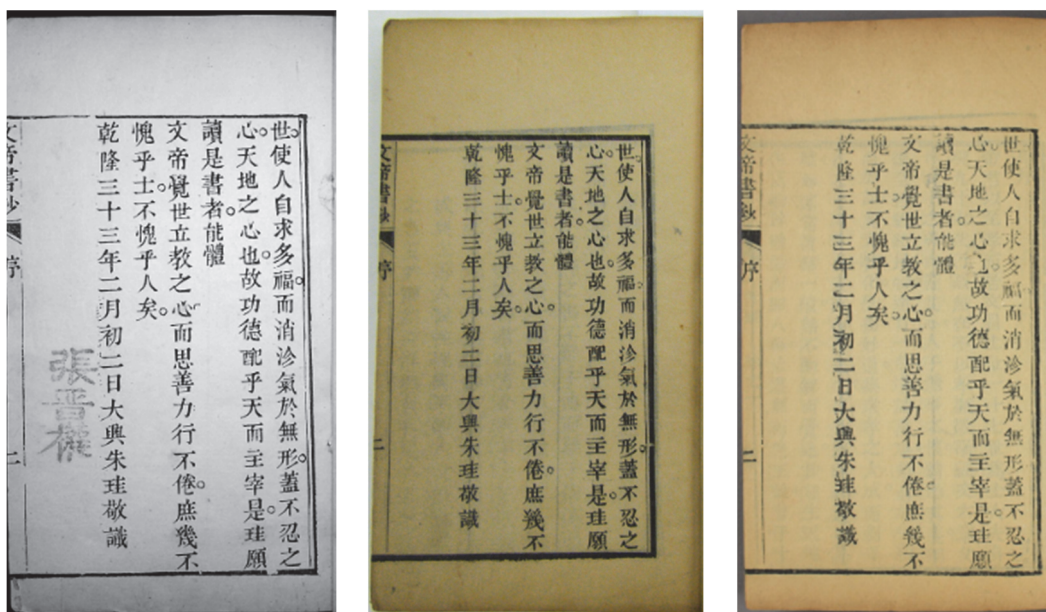 世使人自求多福而消沴氣於無形蓋不忍之
心天地之心也故功德配乎天而主宰是珪願
讀是書者能體
文帝覺世立教之心而思善力行不倦庶幾不
愧乎士不愧乎人矣
乾隆三十三年二月初二日大興朱珪敬識
張晋
文帝書鈔 序 二
世使人自求多福而消沴氣於無形蓋不忍之
心天地之心也故功德配乎天而主宰是珪願
讀是書者能體
文帝覺世立教之心而思善力行不倦庶幾不
愧乎士不愧乎人矣
乾隆三十三年二月初二日大興朱珪敬識
文帝書鈔 序 二
世使人自求多福而消沴氣於無形蓋不忍之
心天地之心也故功德配乎天而主宰是珪願
讀是書者能體
文帝覺世立教之心而思善力行不倦庶幾不
愧乎士不愧乎人矣
乾隆三十三年二月初二日大興朱珪敬識
文帝書鈔 序 二